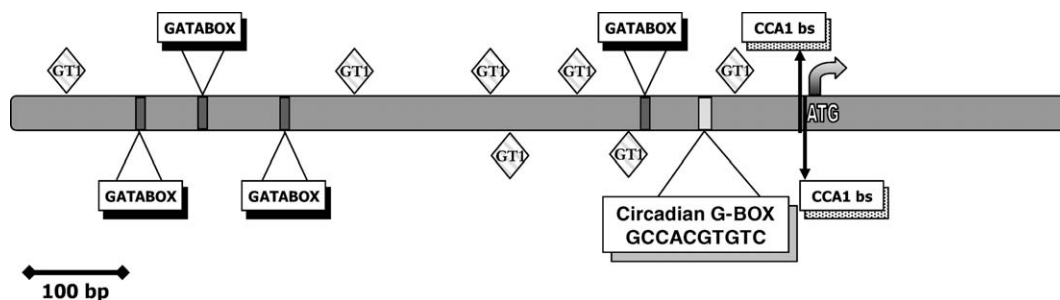 GATABOX
GATABOX
CCA1 bs
GT1
GT1
GT1
GT1
GT1
ATG
GT1
GT1
GATABOX
GATABOX
CCA1 bs
Circadian G-BOX
GCCACGTGTC
100 bp